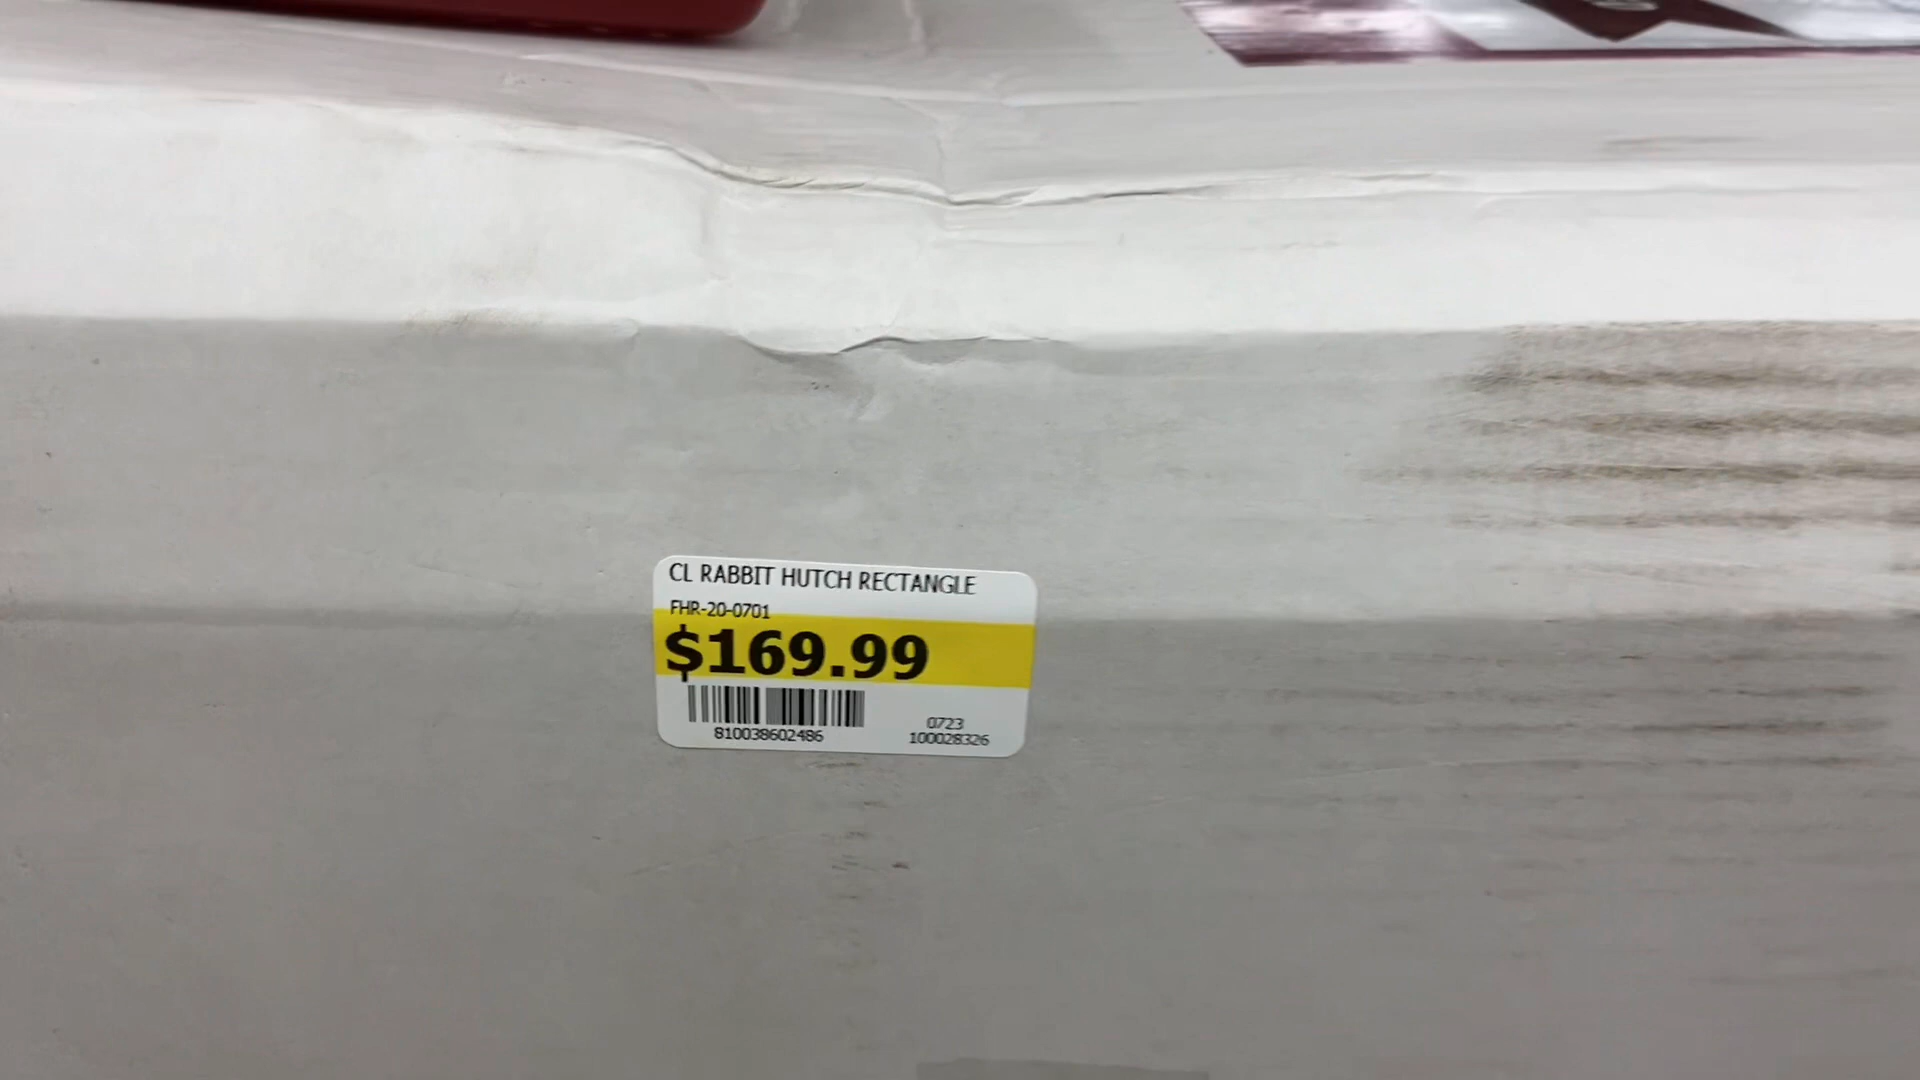 CL RABBIT HUTCH RECTANGLE
FHR-20-0701
$169.99
810038602486
0723
100028326